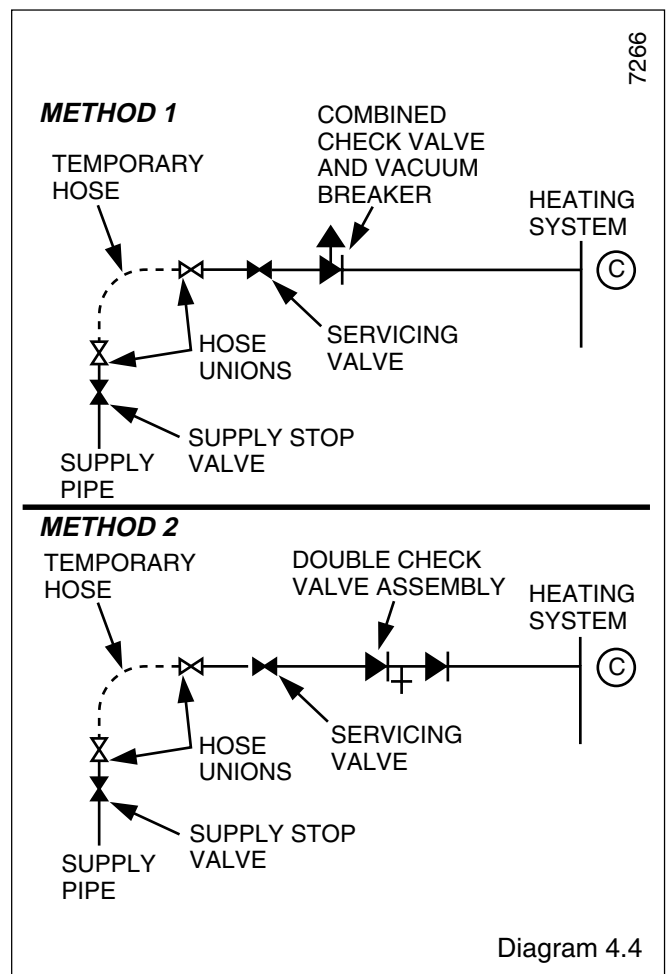 7266
METHOD 1
TEMPORARY
HOSE
COMBINED
CHECK VALVE
AND VACUUM
BREAKER
HEATING
SYSTEM
C
HOSE
UNIONS
SERVICING
VALVE
SUPPLY STOP
VALVE
SUPPLY
PIPE
METHOD 2
TEMPORARY
HOSE
DOUBLE CHECK
VALVE ASSEMBLY
HEATING
SYSTEM
C
HOSE
UNIONS
SERVICING
VALVE
SUPPLY STOP
VALVE
SUPPLY
PIPE
Diagram 4.4